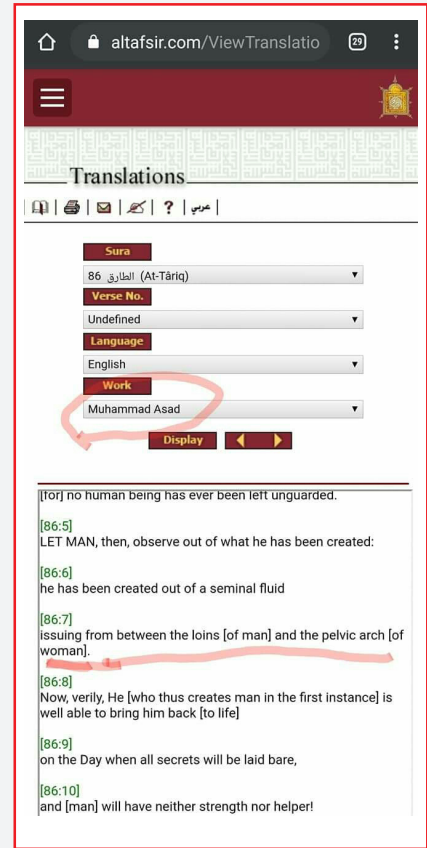 altafsir.com/ViewTranslatio
29
Translations
عربي
?
Sura
86 الطارق (At-Târiq)
Verse No.
Undefined
Language
English
Work
Muhammad Asad
Display
[for] no human being has ever been left unguarded.
[86:5]
LET MAN, then, observe out of what he has been created:
[86:6]
he has been created out of a seminal fluid
[86:7]
issuing from between the loins [of man] and the pelvic arch [of
woman].
[86:8]
Now, verily, He [who thus creates man in the first instance] is
well able to bring him back [to life]
[86:9]
on the Day when all secrets will be laid bare,
[86:10]
and [man] will have neither strength nor helper!